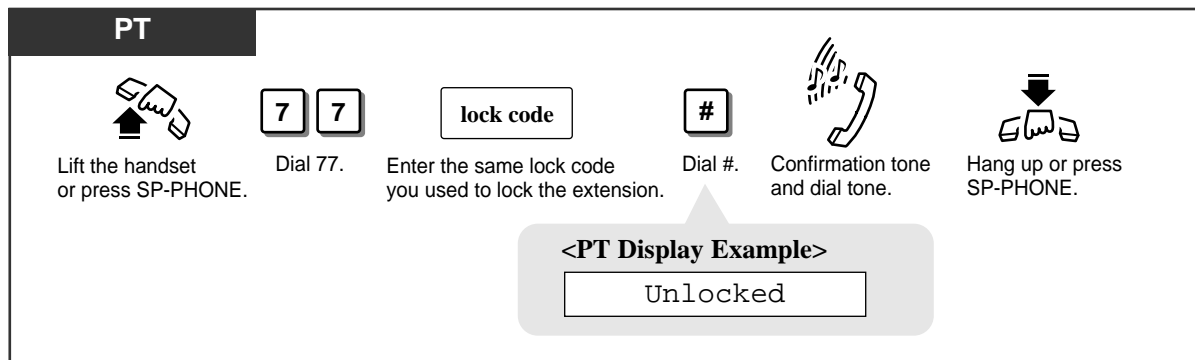 PT
7 7
lock code
#
Lift the handset
or press SP-PHONE.
Dial 77.
Enter the same lock code
you used to lock the extension.
Dial #.
Confirmation tone
and dial tone.
Hang up or press
SP-PHONE.
<PT Display Example>
Unlocked